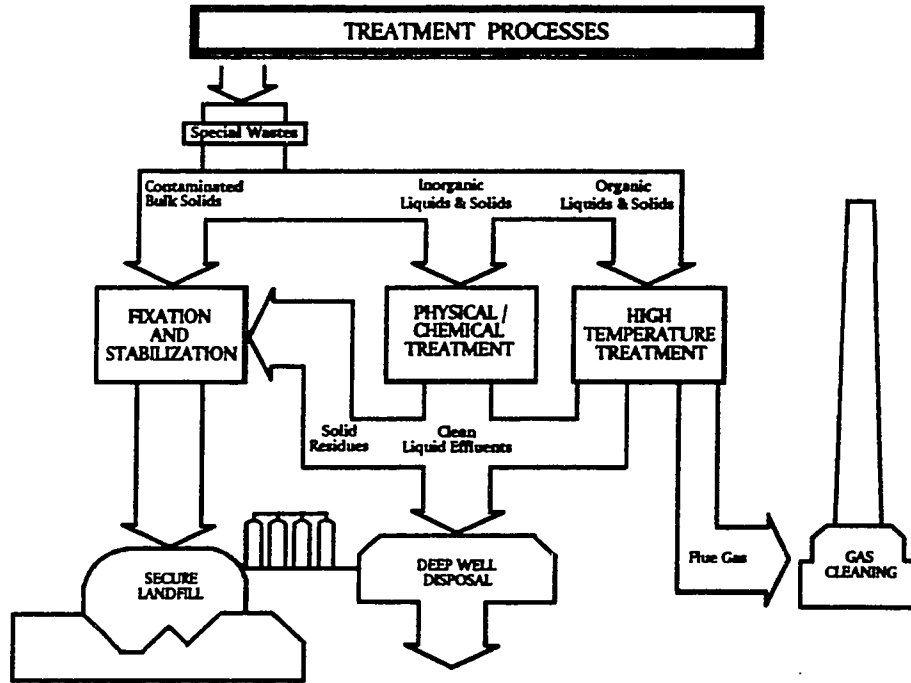 TREATMENT PROCESSES
Special Wastes
Contaminated
Bulk Solids
Inorganic
Liquids & Solids
Organic
Liquids & Solids
FIXATION
AND
STABILIZATION
PHYSICAL /
CHEMICAL
TREATMENT
HIGH
TEMPERATURE
TREATMENT
Solid
Residues
Clean
Liquid Effluents
SECURE
LANDFILL
DEEP WELL
DISPOSAL
Flue Gas
GAS
CLEANING